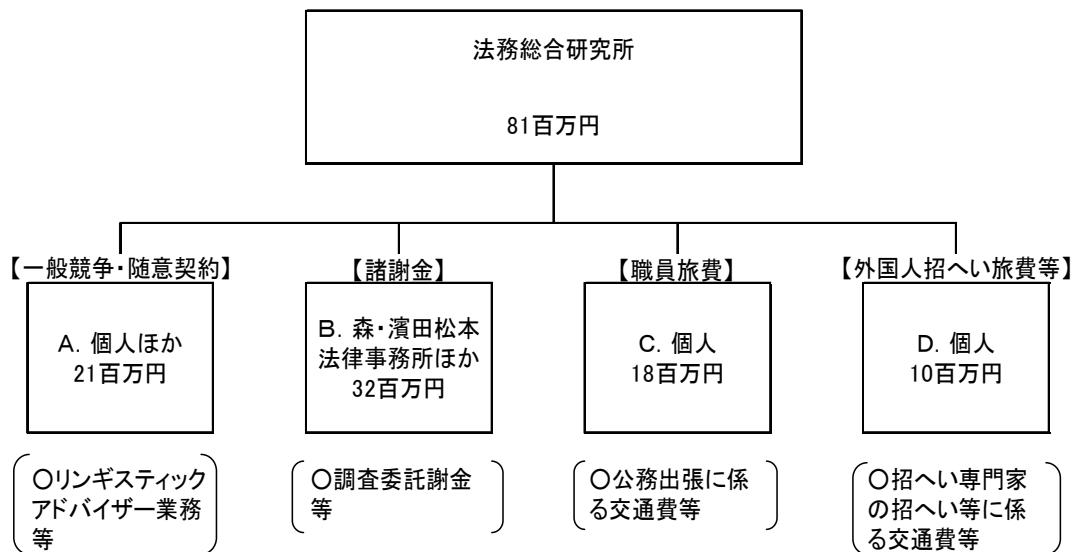 法務総合研究所
81百万円
【一般競争・随意契約】
【諸謝金】
【職員旅費】
【外国人招へい旅費等】
A．個人ほか
21百万円
B．森・濱田松本
法律事務所ほか
32百万円
C．個人
18百万円
D．個人
10百万円
○リンギスティック
アドバイザー業務
等
○調査委託謝金
等
○公務出張に係
る交通費等
○招へい専門家
の招へい等に係
る交通費等